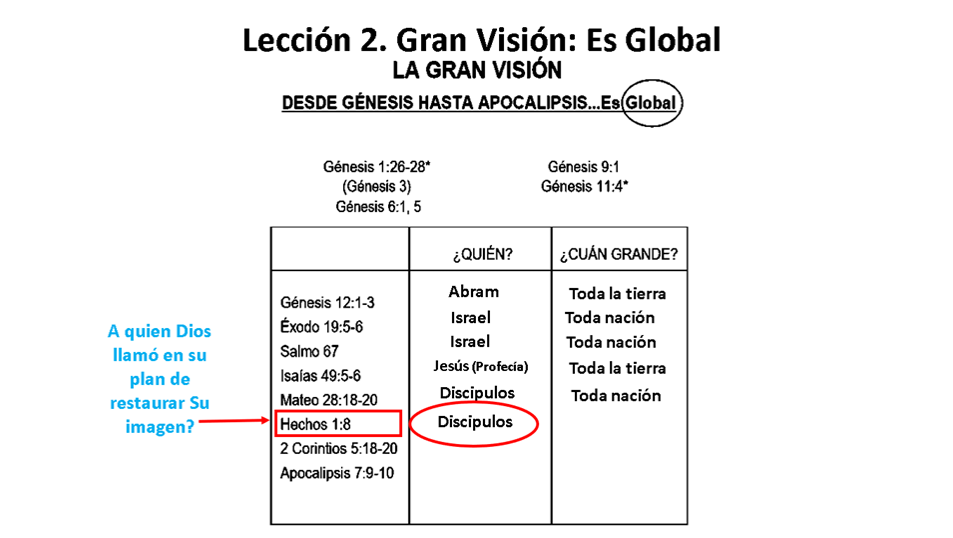 Lección 2. Gran Visión: Es Global
LA GRAN VISIÓN
DESDE GÉNESIS HASTA APOCALIPSIS...Es Global
Génesis 1:26-28*
(Génesis 3)
Génesis 6:1, 5
Génesis 9:1
Génesis 11:4*
¿QUIÉN? ¿CUÁN GRANDE?
Génesis 12:1-3 Abram Toda la tierra
Éxodo 19:5-6 Israel Toda nación
Salmo 67 Israel Toda nación
Isaías 49:5-6 Jesús (Profecía) Toda la tierra
Mateo 28:18-20 Discipulos Toda nación
Hechos 1:8 Discipulos
2 Corintios 5:18-20
Apocalipsis 7:9-10
A quien Dios
llamó en su
plan de
restaurar Su
imagen?